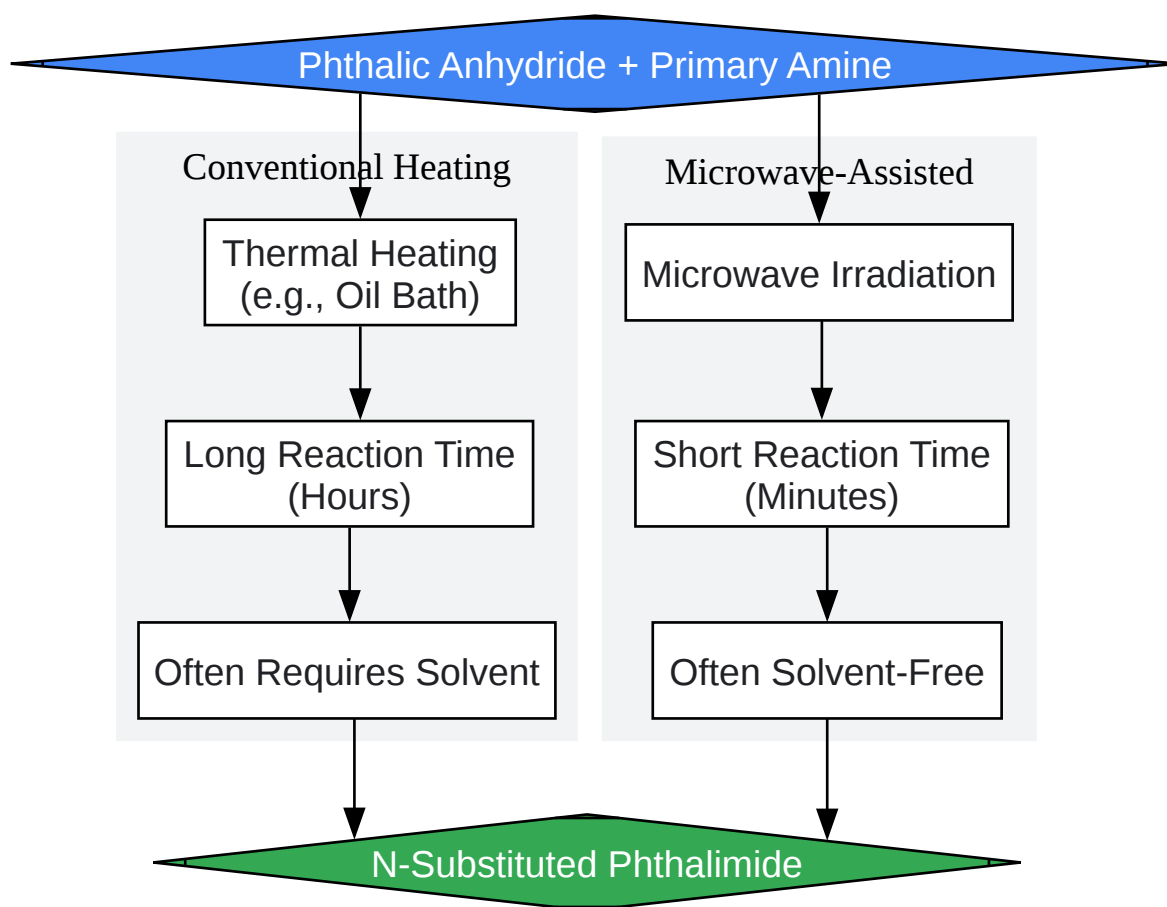 Phthalic Anhydride + Primary Amine
Conventional Heating
Thermal Heating
(e.g., Oil Bath)
Long Reaction Time
(Hours)
Often Requires Solvent
Microwave-Assisted
Microwave Irradiation
Short Reaction Time
(Minutes)
Often Solvent-Free
N-Substituted Phthalimide